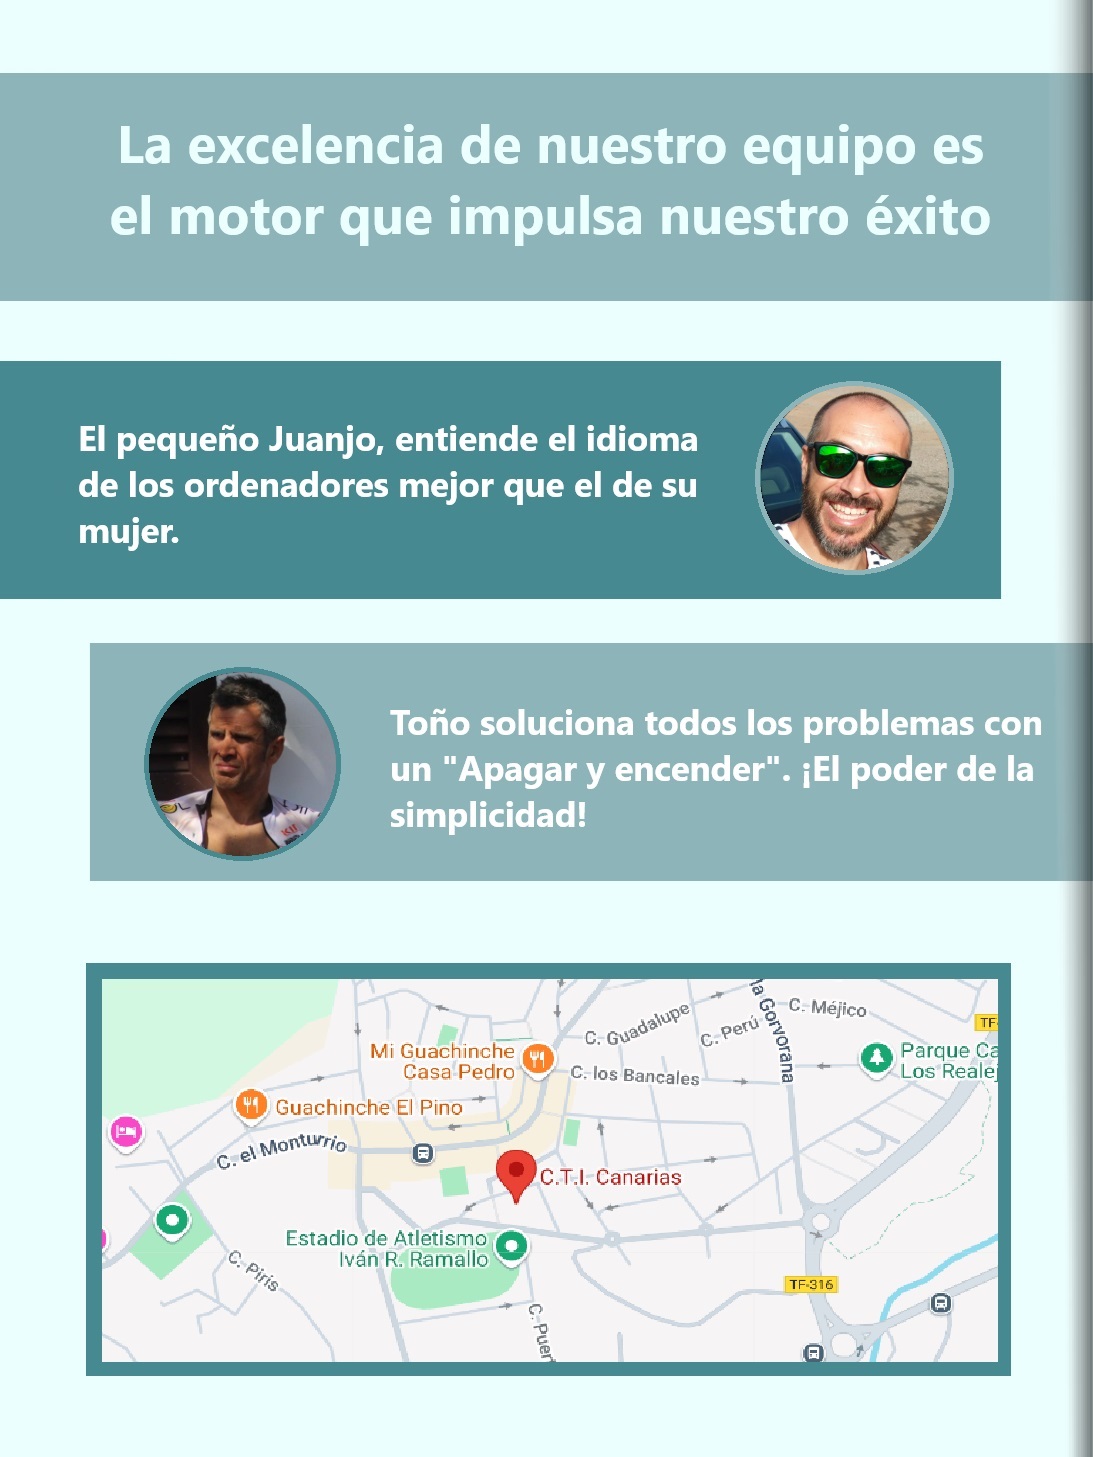 La excelencia de nuestro equipo es
el motor que impulsa nuestro éxito
El pequeño Juanjo, entiende el idioma
de los ordenadores mejor que el de su
mujer.
Toño soluciona todos los problemas con
un "Apagar y encender". ¡El poder de la
simplicidad!
la Gorvorana
C. Méjico
C. Guadalupe
C. Perú
TF-
Mi Guachinche
Casa Pedro
Parque Ca
Los Realej
C. los Bancales
Guachinche El Pino
C. el Monturrio
C.T.I. Canarias
Estadio de Atletismo
Iván R. Ramallo
C. Pirís
TF-316
C. Puert